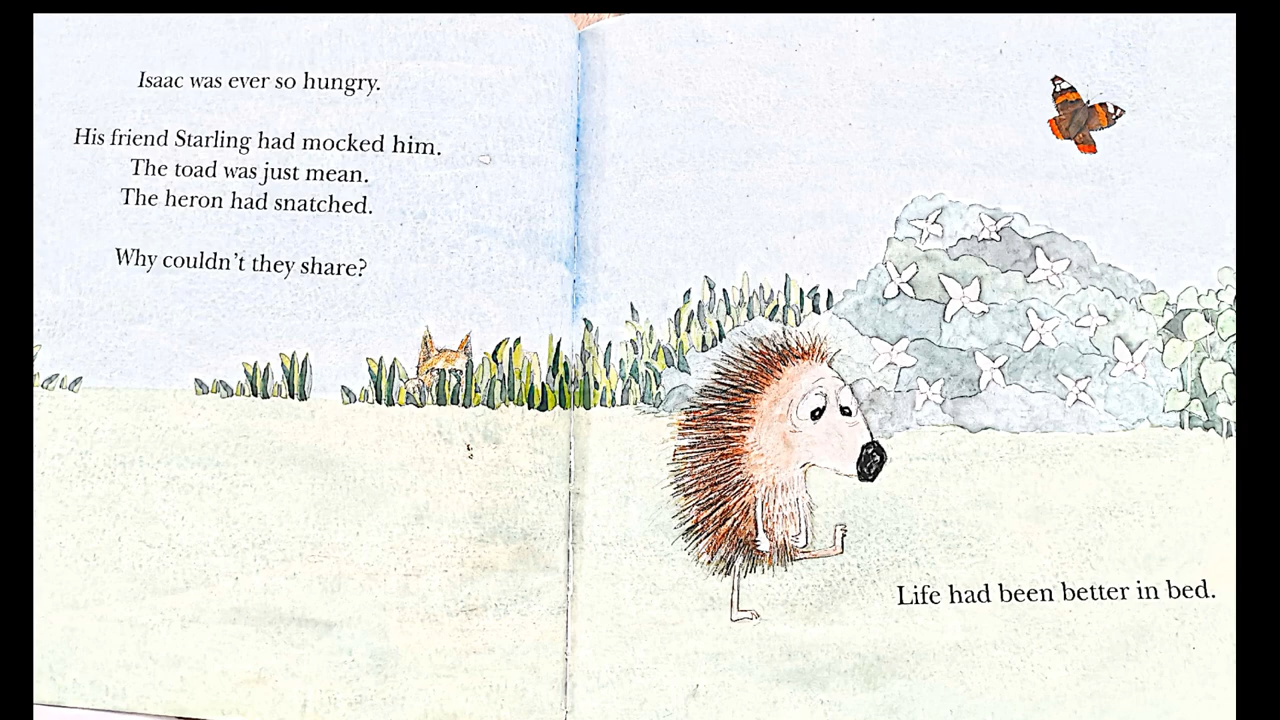 Isaac was ever so hungry.
His friend Starling had mocked him.
The toad was just mean.
The heron had snatched.
Why couldn't they share?
Life had been better in bed.